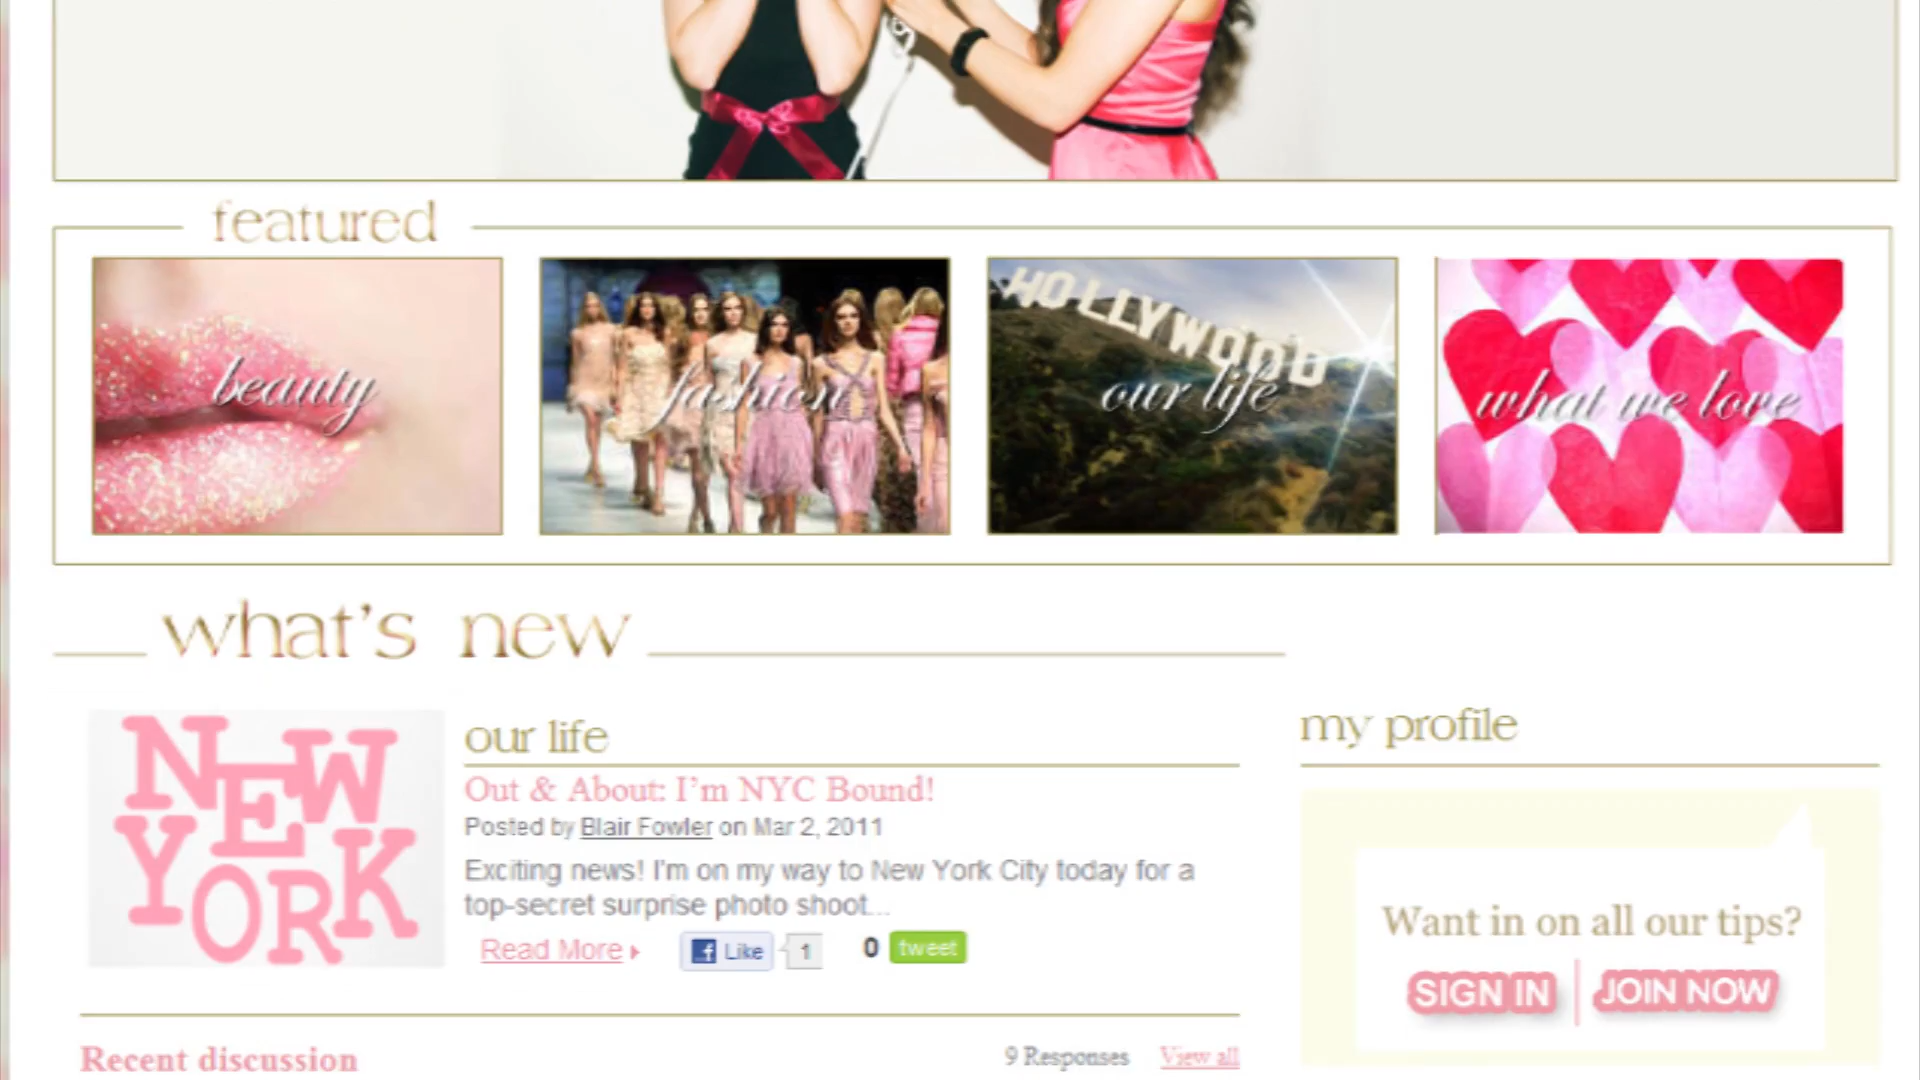 featured
beauty
fashion
HOLLYWOOD
our life
what we love
what's new
NEW
YORK
our life
Out & About: I'm NYC Bound!
Posted by Blair Fowler on Mar 2, 2011
Exciting news! I'm on my way to New York City today for a
top-secret surprise photo shoot...
Read More
Like
1
0
tweet
my profile
Want in on all our tips?
SIGN IN
JOIN NOW
Recent discussion
9 Responses
View all